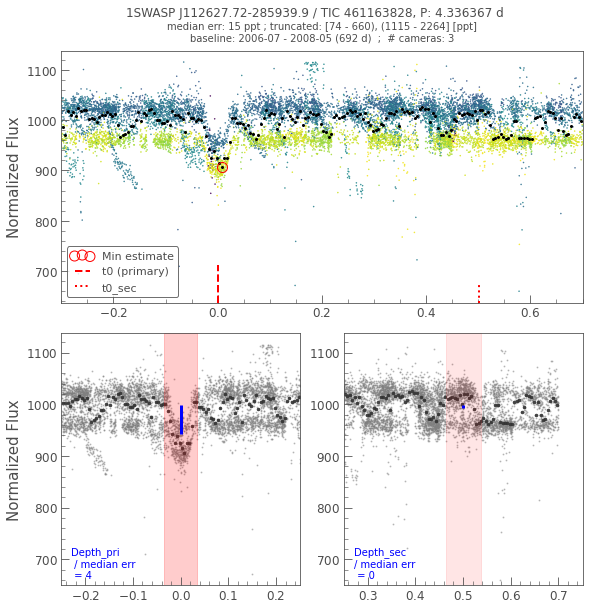 1SWASP J112627.72-285939.9 / TIC 461163828, P: 4.336367 d
median err: 15 ppt ; truncated: [74 - 660), (1115 - 2264] [ppt]
baseline: 2006-07 - 2008-05 (692 d)  ;  # cameras: 3
Normalized Flux
1100
1000
900
800
700
Min estimate
t0 (primary)
t0_sec
−0.2
0.0
0.2
0.4
0.6
Normalized Flux
1100
1000
900
800
700
Depth_pri
/ median err
= 4
−0.2
−0.1
0.0
0.1
0.2
1100
1000
900
800
700
Depth_sec
/ median err
= 0
0.3
0.4
0.5
0.6
0.7